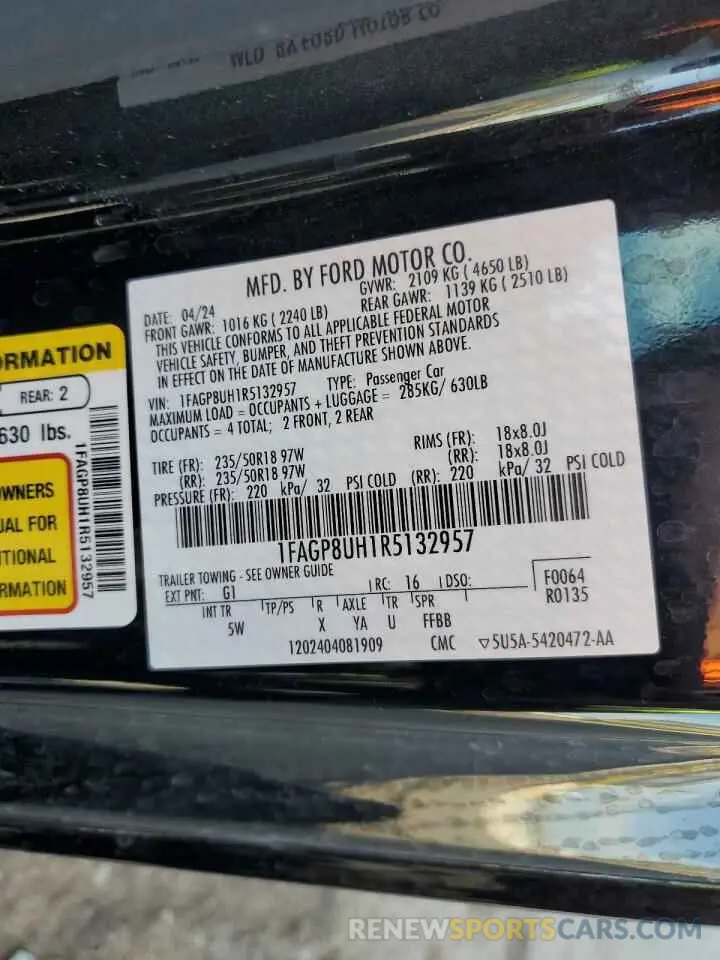 MFD. BY FORD MOTOR CO.
DATE: 04/24 GVWR: 2109 KG ( 4650 LB)
FRONT GAWR: 1016 KG ( 2240 LB) REAR GAWR: 1139 KG ( 2510 LB)
THIS VEHICLE CONFORMS TO ALL APPLICABLE FEDERAL MOTOR
VEHICLE SAFETY, BUMPER, AND THEFT PREVENTION STANDARDS
IN EFFECT ON THE DATE OF MANUFACTURE SHOWN ABOVE.
VIN: 1FAGP8UH1R5132957 TYPE: Passenger Car
MAXIMUM LOAD = OCCUPANTS + LUGGAGE = 285KG/ 630LB
OCCUPANTS = 4 TOTAL; 2 FRONT, 2 REAR
TIRE (FR): 235/50R18 97W RIMS (FR): 18x8.0J
(RR): 235/50R18 97W (RR): 18x8.0J
PRESSURE (FR): 220 kPa/ 32 PSI COLD (RR): 220 kPa/ 32 PSI COLD
1FAGP8UH1R5132957
TRAILER TOWING - SEE OWNER GUIDE
EXT PNT: G1 RC: 16 DSO: F0064
R0135
INT TR TP/PS R AXLE TR SPR
5W X YA U FFBB
1202404081909 CMC ▽5U5A-5420472-AA
ORMATION
REAR: 2
630 lbs.
WNERS
UAL FOR
ITIONAL
RMATION
1FAGP8UH1R5132957
RENEWSPORTSCARS.COM